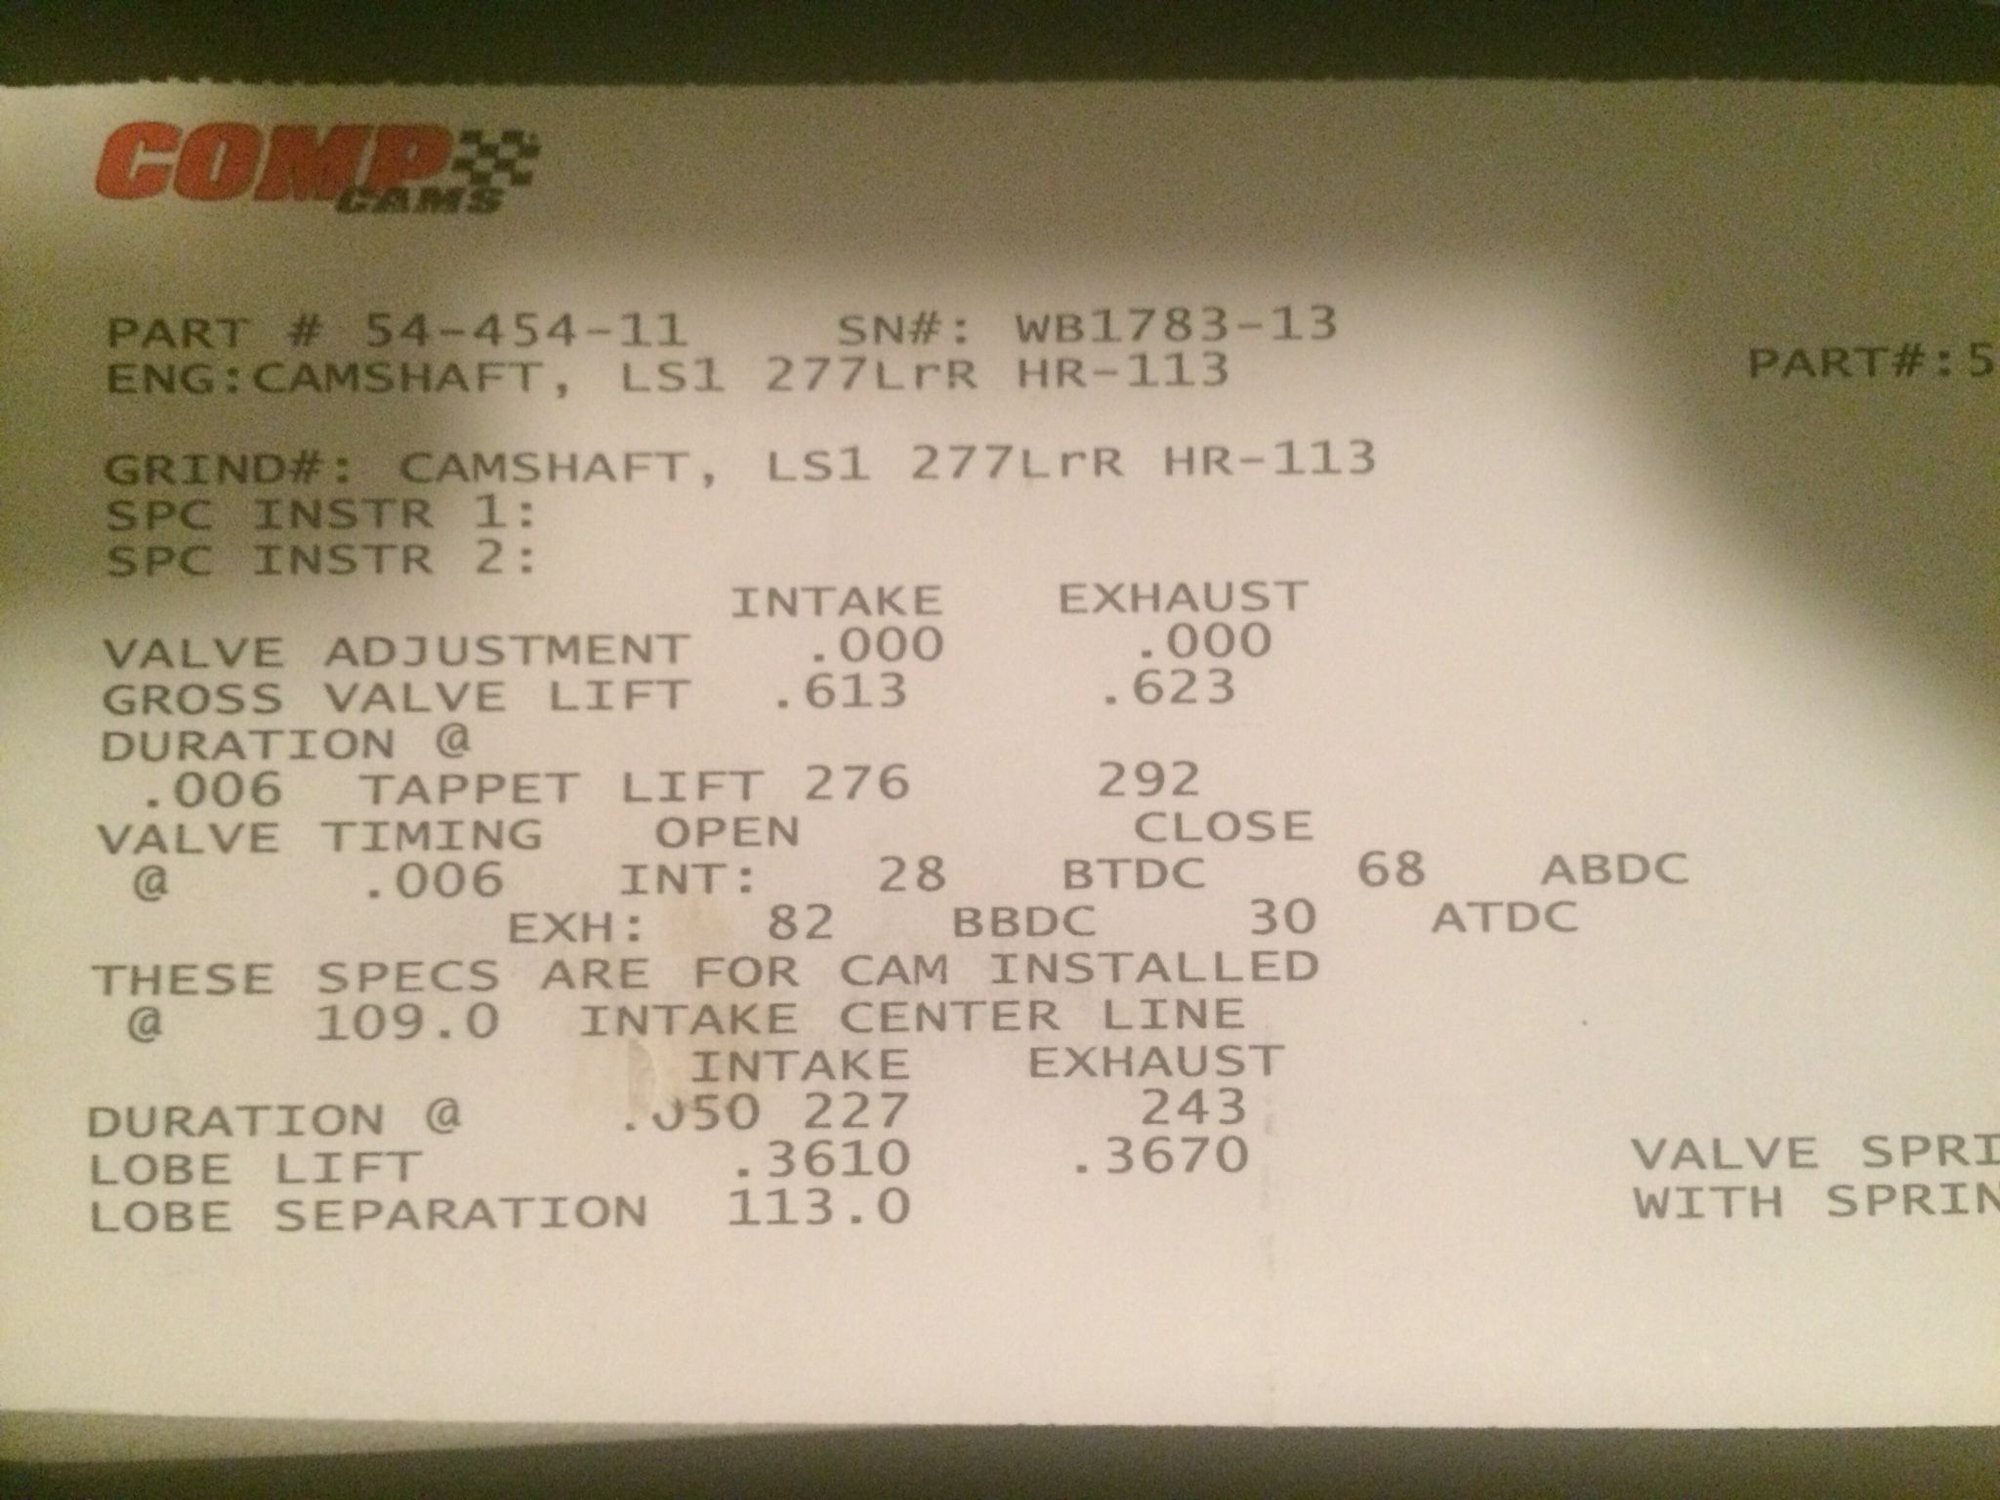 COMP
CAMS
PART # 54-454-11 SN#: WB1783-13
ENG:CAMSHAFT, LS1 277LrR HR-113
PART#:5
GRIND#: CAMSHAFT, LS1 277LrR HR-113
SPC INSTR 1:
SPC INSTR 2:
INTAKE EXHAUST
VALVE ADJUSTMENT .000 .000
GROSS VALVE LIFT .613 .623
DURATION @
.006 TAPPET LIFT 276 292
VALVE TIMING OPEN CLOSE
@ .006 INT: 28 BTDC 68 ABDC
EXH: 82 BBDC 30 ATDC
THESE SPECS ARE FOR CAM INSTALLED
@ 109.0 INTAKE CENTER LINE
INTAKE EXHAUST
DURATION @ .050 227 243
LOBE LIFT .3610 .3670
LOBE SEPARATION 113.0
VALVE SPRI
WITH SPRIN